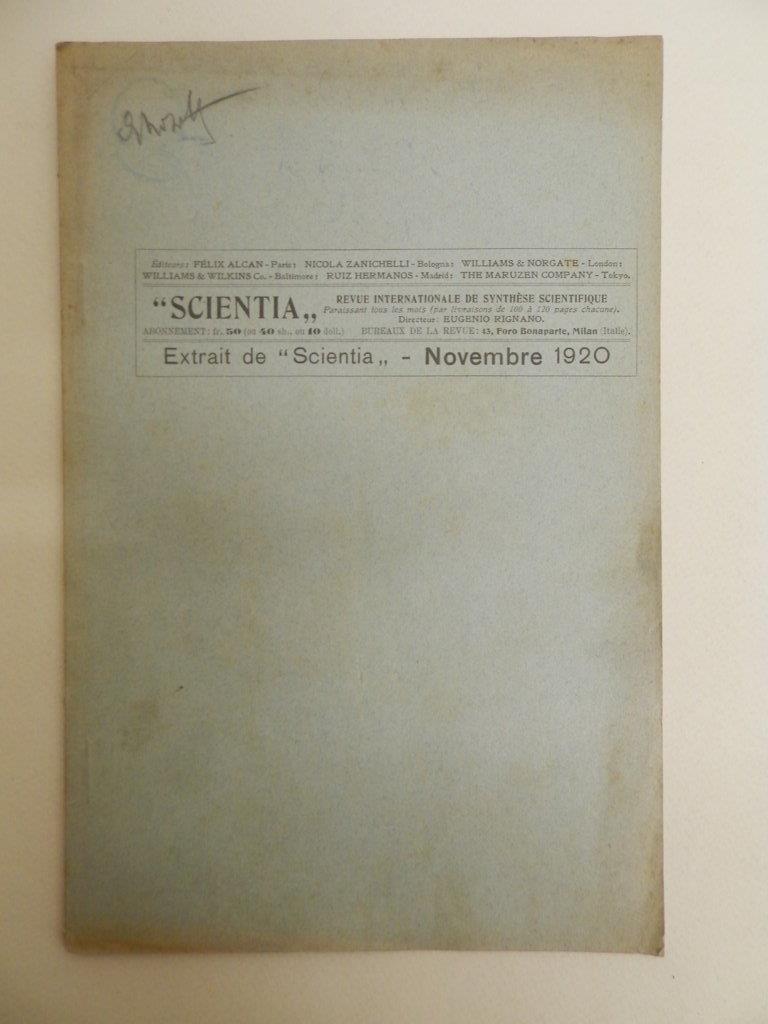 Éditeurs: FÉLIX ALCAN - Paris: NICOLA ZANICHELLI - Bologna: WILLIAMS & NORGATE - London:
WILLIAMS & WILKINS Co. - Baltimore: RUIZ HERMANOS - Madrid: THE MARUZEN COMPANY - Tokyo.
"SCIENTIA„
REVUE INTERNATIONALE DE SYNTHÈSE SCIENTIFIQUE
Paraissant tous les mois (par livraisons de 100 à 120 pages chacune).
Directeur: EUGENIO RIGNANO.
ABONNEMENT: fr. 50 (ou 40 sh., ou 10 doll.) BUREAUX DE LA REVUE: 43, Foro Bonaparte, Milan (Italie).
Extrait de "Scientia„ - Novembre 1920